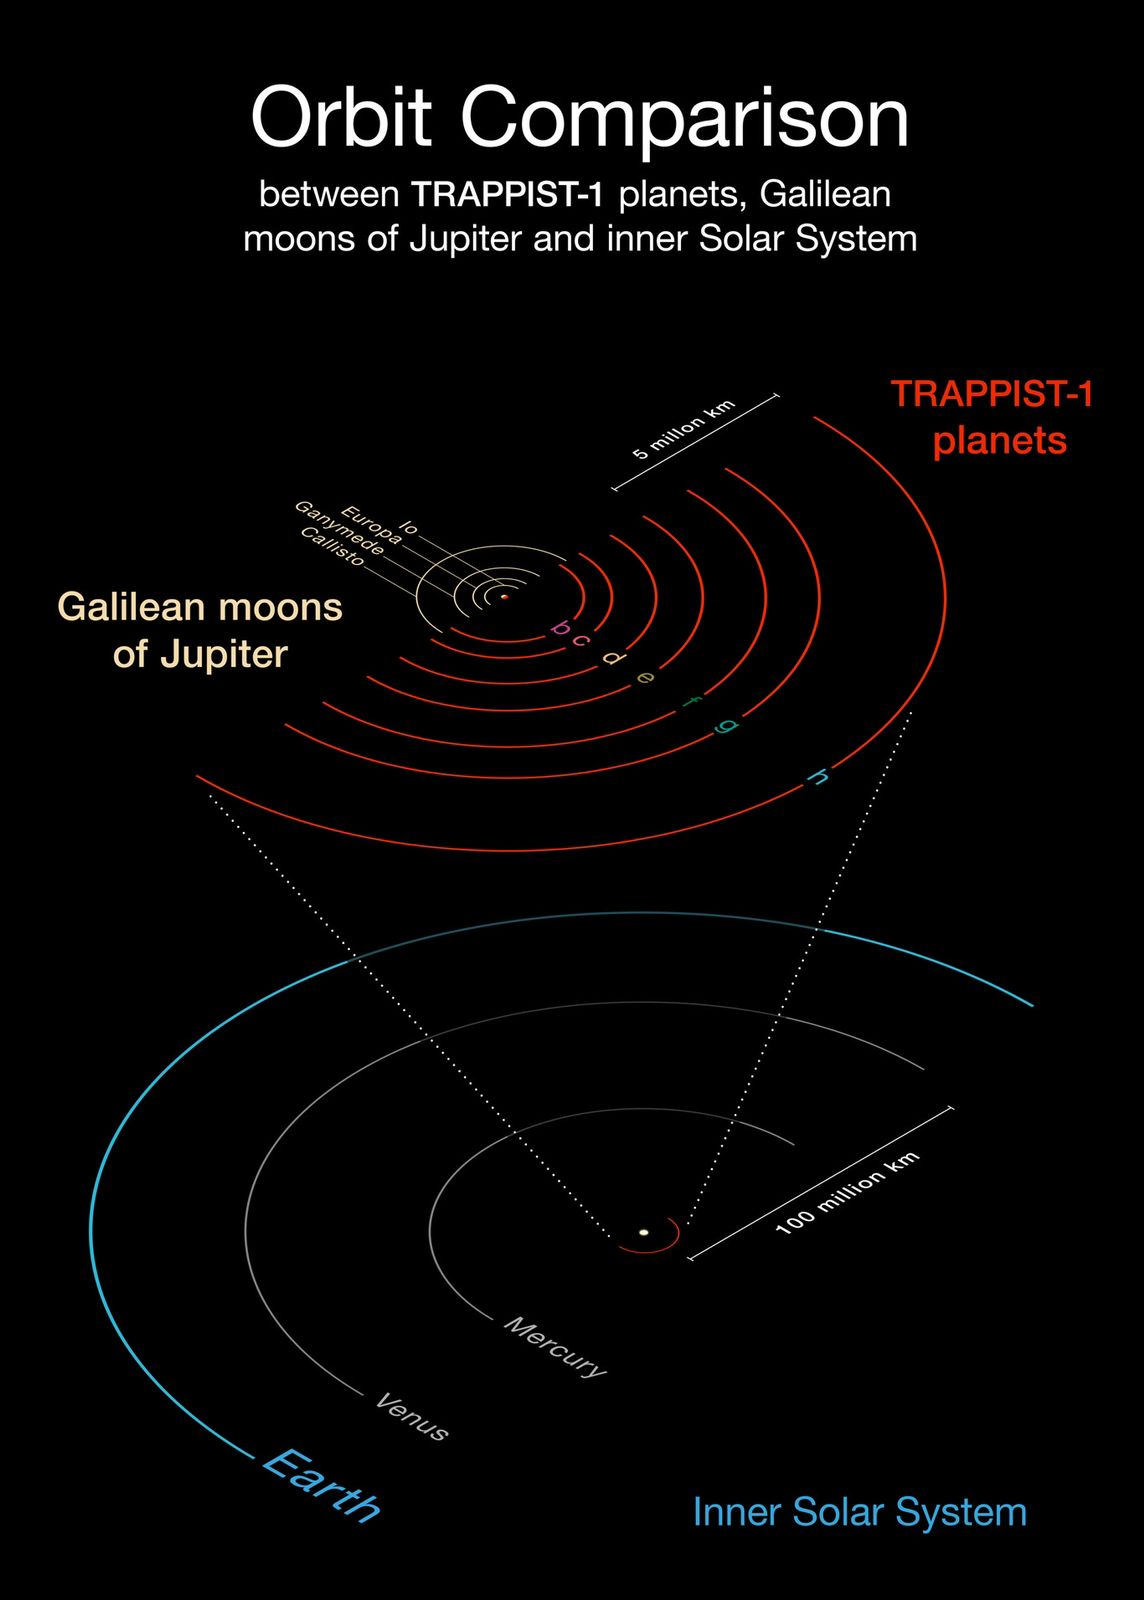 Orbit Comparison
between TRAPPIST-1 planets, Galilean
moons of Jupiter and inner Solar System
TRAPPIST-1
planets
5 millon km
Io
Europa
Ganymede
Callisto
Galilean moons
of Jupiter
b
c
d
e
f
g
h
100 million km
Mercury
Venus
Earth
Inner Solar System